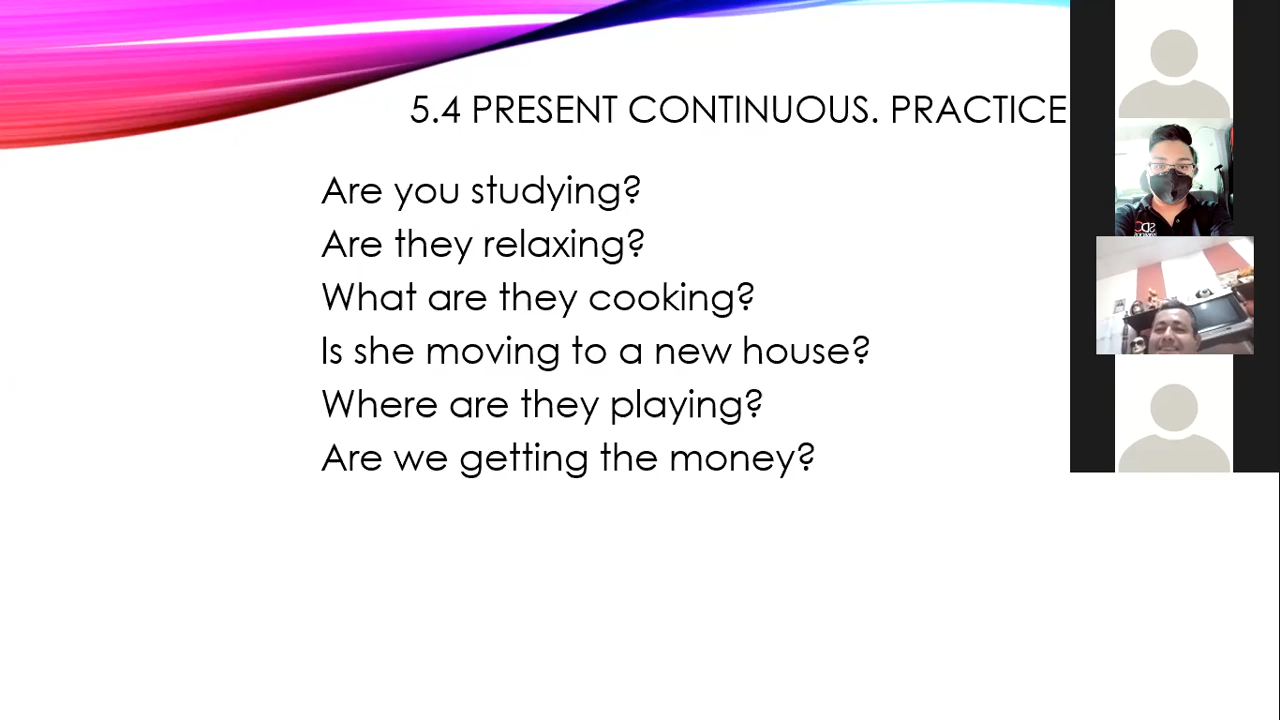 5.4 PRESENT CONTINUOUS. PRACTICE
Are you studying?
Are they relaxing?
What are they cooking?
Is she moving to a new house?
Where are they playing?
Are we getting the money?